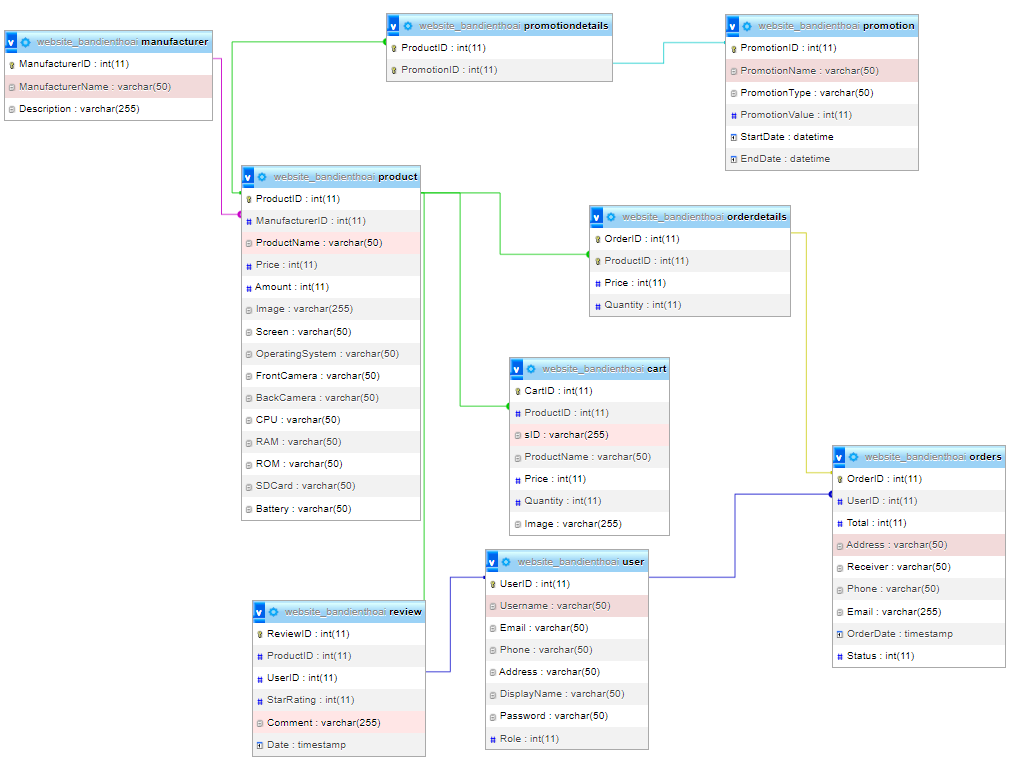 website_bandienthoai manufacturer
ManufacturerID : int(11)
ManufacturerName : varchar(50)
Description : varchar(255)
website_bandienthoai promotiondetails
ProductID : int(11)
PromotionID : int(11)
website_bandienthoai promotion
PromotionID : int(11)
PromotionName : varchar(50)
PromotionType : varchar(50)
PromotionValue : int(11)
StartDate : datetime
EndDate : datetime
website_bandienthoai product
ProductID : int(11)
ManufacturerID : int(11)
ProductName : varchar(50)
Price : int(11)
Amount : int(11)
Image : varchar(255)
Screen : varchar(50)
OperatingSystem : varchar(50)
FrontCamera : varchar(50)
BackCamera : varchar(50)
CPU : varchar(50)
RAM : varchar(50)
ROM : varchar(50)
SDCard : varchar(50)
Battery : varchar(50)
website_bandienthoai orderdetails
OrderID : int(11)
ProductID : int(11)
Price : int(11)
Quantity : int(11)
website_bandienthoai cart
CartID : int(11)
ProductID : int(11)
sID : varchar(255)
ProductName : varchar(50)
Price : int(11)
Quantity : int(11)
Image : varchar(255)
website_bandienthoai orders
OrderID : int(11)
UserID : int(11)
Total : int(11)
Address : varchar(50)
Receiver : varchar(50)
Phone : varchar(50)
Email : varchar(255)
OrderDate : timestamp
Status : int(11)
website_bandienthoai user
UserID : int(11)
Username : varchar(50)
Email : varchar(50)
Phone : varchar(50)
Address : varchar(50)
DisplayName : varchar(50)
Password : varchar(50)
Role : int(11)
website_bandienthoai review
ReviewID : int(11)
ProductID : int(11)
UserID : int(11)
StarRating : int(11)
Comment : varchar(255)
Date : timestamp